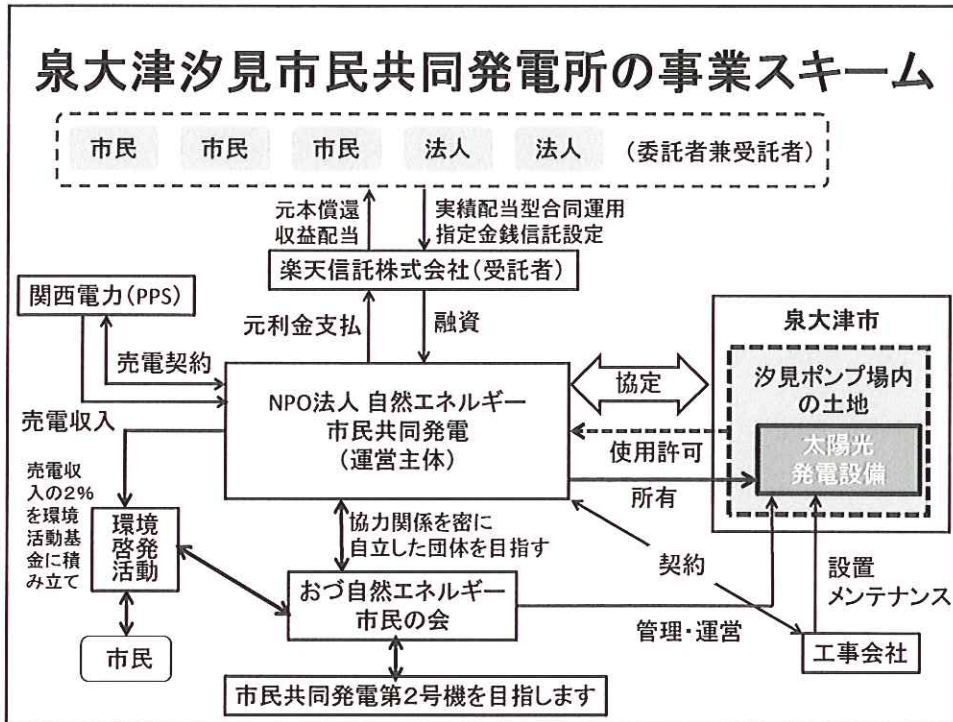 泉大津汐見市民共同発電所の事業スキーム
市民 市民 市民 法人 法人 (委託者兼受託者)
元本償還
収益配当
実績配当型合同運用
指定金銭信託設定
楽天信託株式会社(受託者)
関西電力(PPS)
元利金支払
融資
泉大津市
売電契約
売電収入
NPO法人 自然エネルギー
市民共同発電
(運営主体)
協定
汐見ポンプ場内
の土地
使用許可
太陽光
発電設備
所有
売電収
入の2%
を環境
活動基
金に積
み立て
環境
啓発
活動
協力関係を密に
自立した団体を目指す
契約
設置
メンテナンス
おづ自然エネルギー
市民の会
管理・運営
市民
工事会社
市民共同発電第2号機を目指します